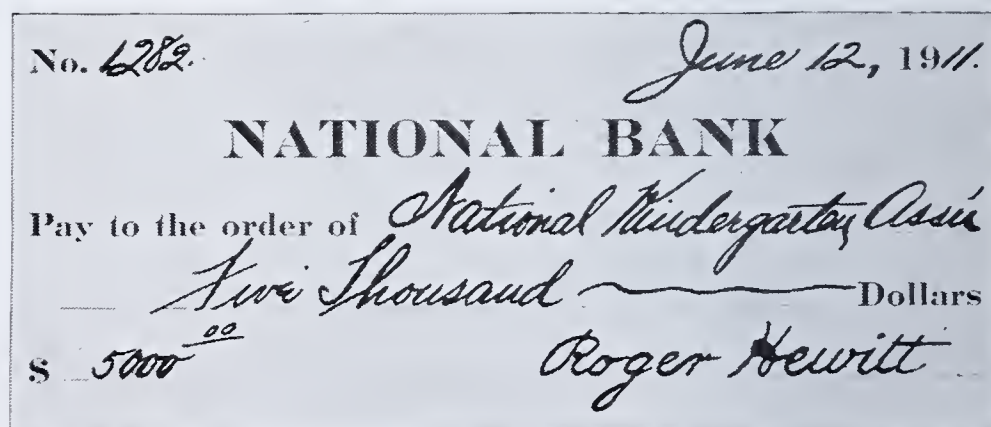 No. 6282. June 12, 1911.
NATIONAL BANK
Pay to the order of National Kindergarten Ass'n
Five Thousand Dollars
$ 5000.00 Roger Hewitt